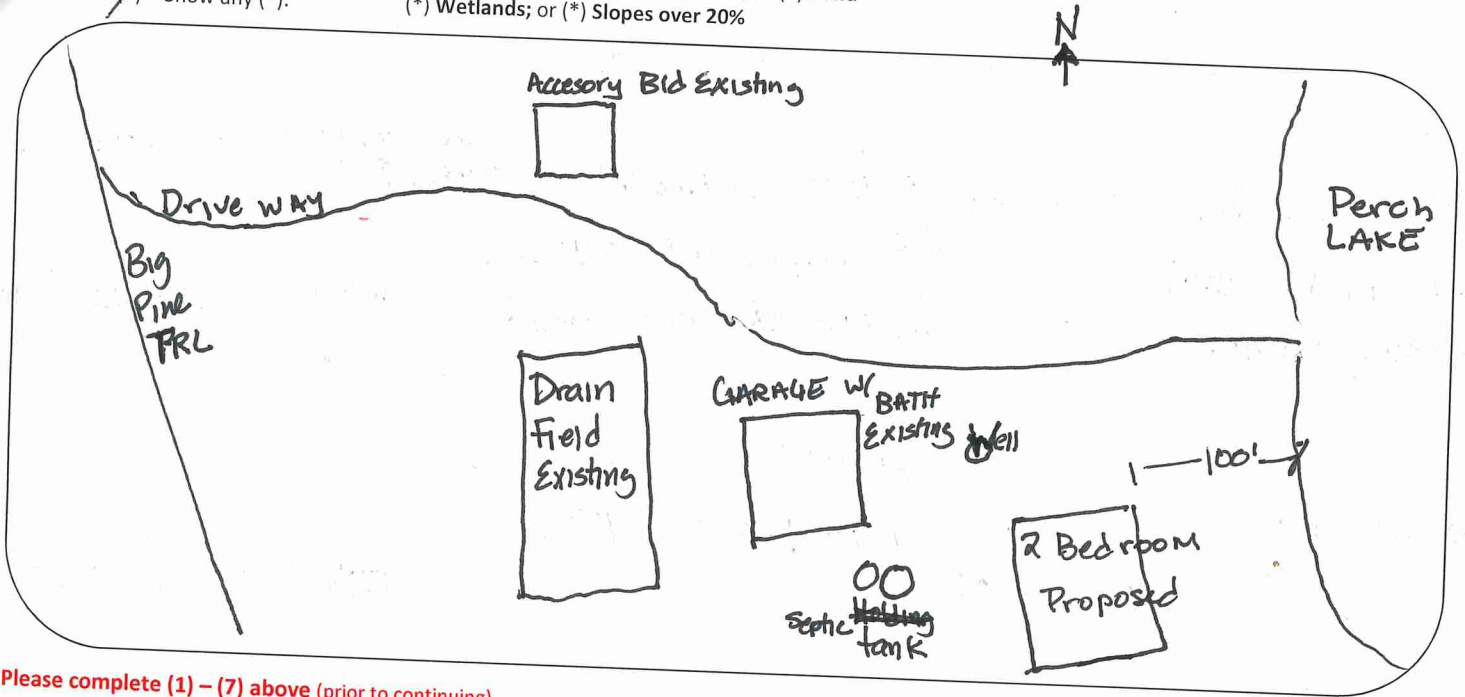 (*) Wetlands; or (*) Slopes over 20%
N
Accesory Bld Existing
Drive WAY
Big
Pine
TRL
Perch
LAKE
Drain
Field
Existing
GARAGE W/
BATH
Existing Well
100'
2 Bedroom
Proposed
Septic Holding
tank
Please complete (1) – (7) above (prior to continuing)